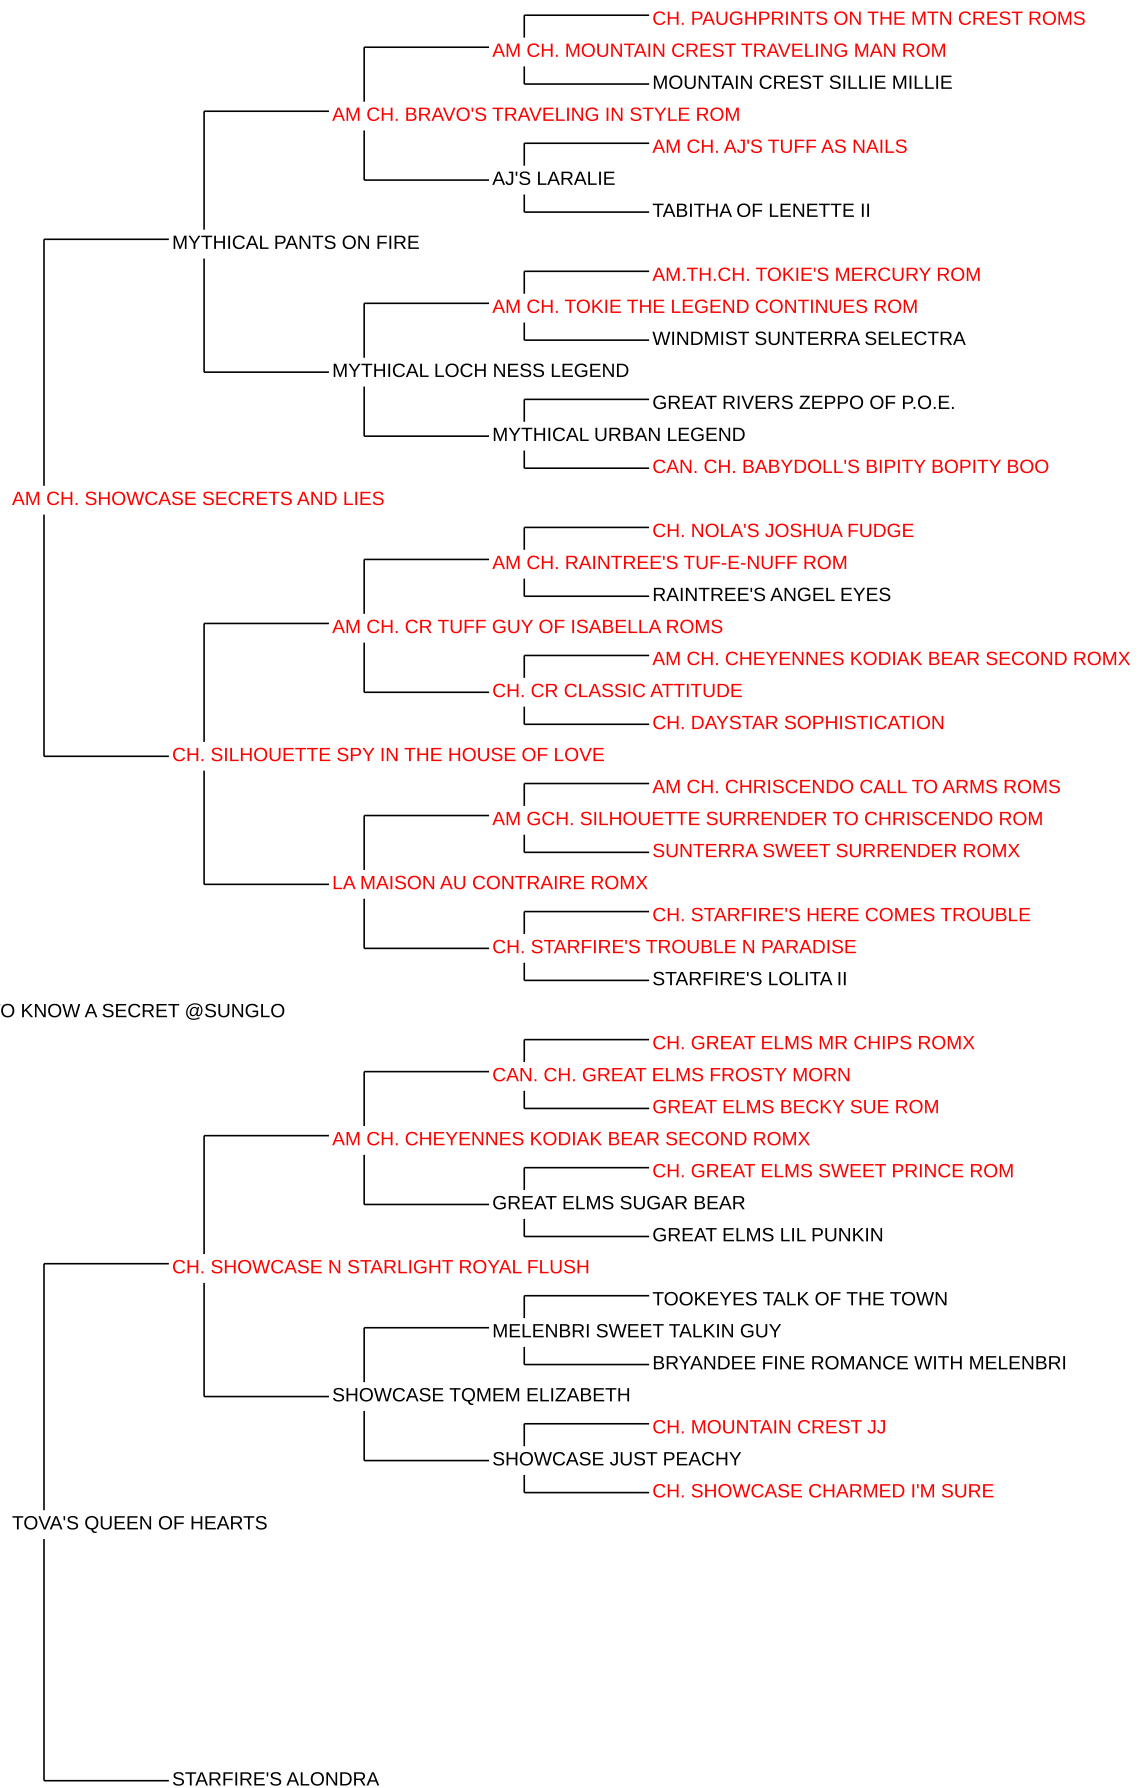 CH. PAUGHPRINTS ON THE MTN CREST ROMS
AM CH. MOUNTAIN CREST TRAVELING MAN ROM
MOUNTAIN CREST SILLIE MILLIE
AM CH. BRAVO'S TRAVELING IN STYLE ROM
AM CH. AJ'S TUFF AS NAILS
AJ'S LARALIE
TABITHA OF LENETTE II
MYTHICAL PANTS ON FIRE
AM.TH.CH. TOKIE'S MERCURY ROM
AM CH. TOKIE THE LEGEND CONTINUES ROM
WINDMIST SUNTERRA SELECTRA
MYTHICAL LOCH NESS LEGEND
GREAT RIVERS ZEPPO OF P.O.E.
MYTHICAL URBAN LEGEND
CAN. CH. BABYDOLL'S BIPITY BOPITY BOO
AM CH. SHOWCASE SECRETS AND LIES
CH. NOLA'S JOSHUA FUDGE
AM CH. RAINTREE'S TUF-E-NUFF ROM
RAINTREE'S ANGEL EYES
AM CH. CR TUFF GUY OF ISABELLA ROMS
AM CH. CHEYENNES KODIAK BEAR SECOND ROMX
CH. CR CLASSIC ATTITUDE
CH. DAYSTAR SOPHISTICATION
CH. SILHOUETTE SPY IN THE HOUSE OF LOVE
AM CH. CHRISCENDO CALL TO ARMS ROMS
AM GCH. SILHOUETTE SURRENDER TO CHRISCENDO ROM
SUNTERRA SWEET SURRENDER ROMX
LA MAISON AU CONTRAIRE ROMX
CH. STARFIRE'S HERE COMES TROUBLE
CH. STARFIRE'S TROUBLE N PARADISE
STARFIRE'S LOLITA II
O KNOW A SECRET @SUNGLO
CH. GREAT ELMS MR CHIPS ROMX
CAN. CH. GREAT ELMS FROSTY MORN
GREAT ELMS BECKY SUE ROM
AM CH. CHEYENNES KODIAK BEAR SECOND ROMX
CH. GREAT ELMS SWEET PRINCE ROM
GREAT ELMS SUGAR BEAR
GREAT ELMS LIL PUNKIN
CH. SHOWCASE N STARLIGHT ROYAL FLUSH
TOOKEYES TALK OF THE TOWN
MELENBRI SWEET TALKIN GUY
BRYANDEE FINE ROMANCE WITH MELENBRI
SHOWCASE TQMEM ELIZABETH
CH. MOUNTAIN CREST JJ
SHOWCASE JUST PEACHY
CH. SHOWCASE CHARMED I'M SURE
TOVA'S QUEEN OF HEARTS
STARFIRE'S ALONDRA